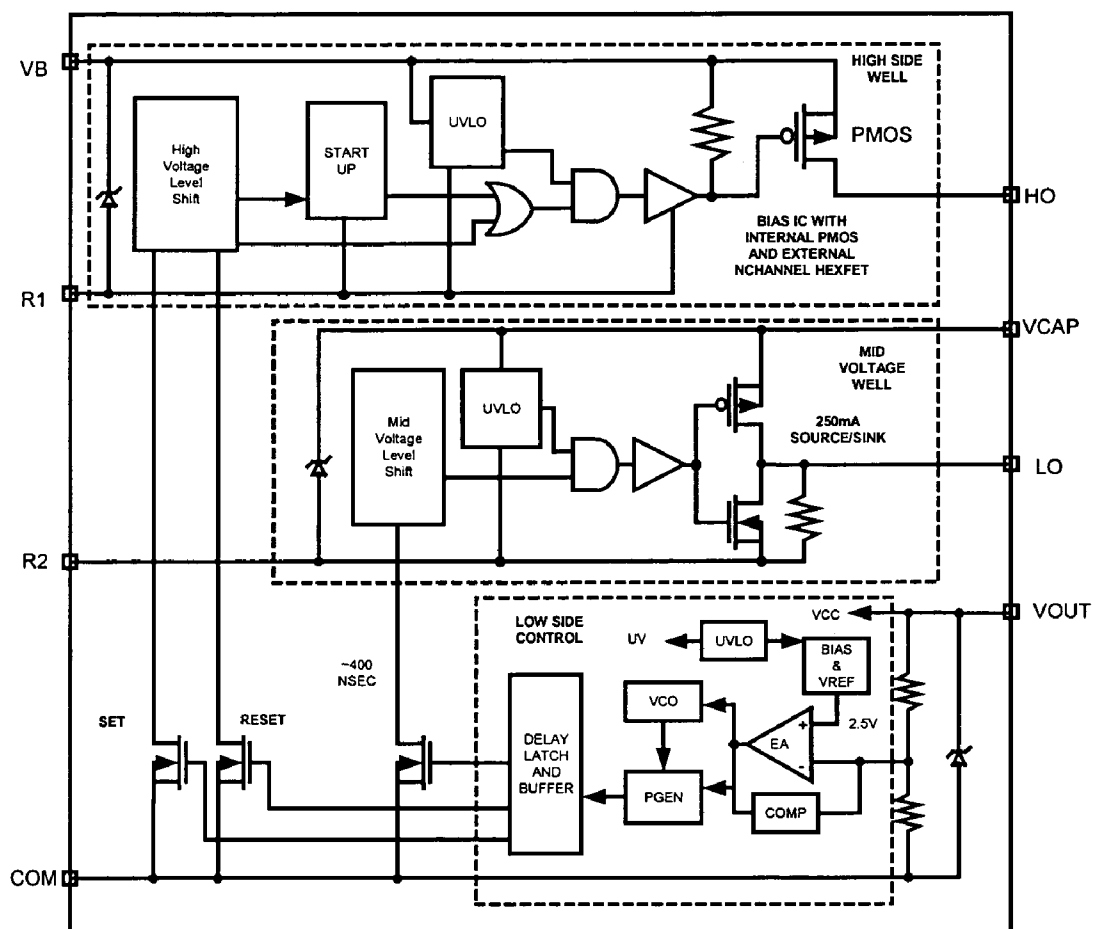 VB
HIGH SIDE
WELL
High
Voltage
Level
Shift
START
UP
UVLO
PMOS
HO
BIAS IC WITH
INTERNAL PMOS
AND EXTERNAL
NCHANNEL HEXFET
R1
VCAP
MID
VOLTAGE
WELL
Mid
Voltage
Level
Shift
UVLO
250mA
SOURCE/SINK
LO
R2
VOUT
LOW SIDE
CONTROL
VCC
UV
UVLO
BIAS
&
VREF
~400
NSEC
VCO
2.5V
+
EA
-
SET
RESET
DELAY
LATCH
AND
BUFFER
PGEN
COMP
COM